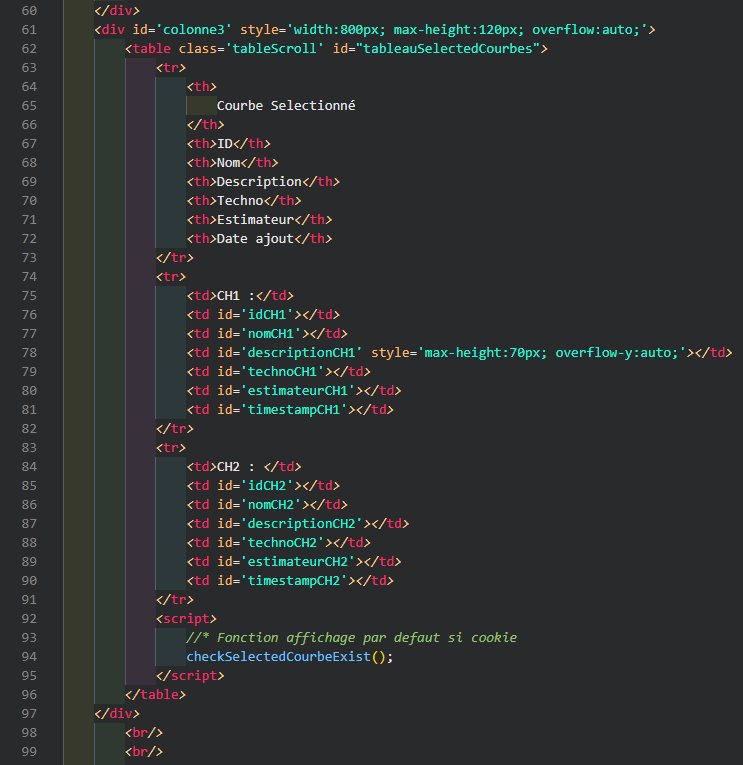 60 </div>
61 <div id='colonne3' style='width:800px; max-height:120px; overflow:auto;'>
62 <table class='tableScroll' id="tableauSelectedCourbes">
63 <tr>
64 <th>
65 Courbe Selectionné
66 </th>
67 <th>ID</th>
68 <th>Nom</th>
69 <th>Description</th>
70 <th>Techno</th>
71 <th>Estimateur</th>
72 <th>Date ajout</th>
73 </tr>
74 <tr>
75 <td>CH1 :</td>
76 <td id='idCH1'></td>
77 <td id='nomCH1'></td>
78 <td id='descriptionCH1' style='max-height:70px; overflow-y:auto;'></td>
79 <td id='technoCH1'></td>
80 <td id='estimateurCH1'></td>
81 <td id='timestampCH1'></td>
82 </tr>
83 <tr>
84 <td>CH2 : </td>
85 <td id='idCH2'></td>
86 <td id='nomCH2'></td>
87 <td id='descriptionCH2'></td>
88 <td id='technoCH2'></td>
89 <td id='estimateurCH2'></td>
90 <td id='timestampCH2'></td>
91 </tr>
92 <script>
93 //* Fonction affichage par defaut si cookie
94 checkSelectedCourbeExist();
95 </script>
96 </table>
97 </div>
98 <br/>
99 <br/>